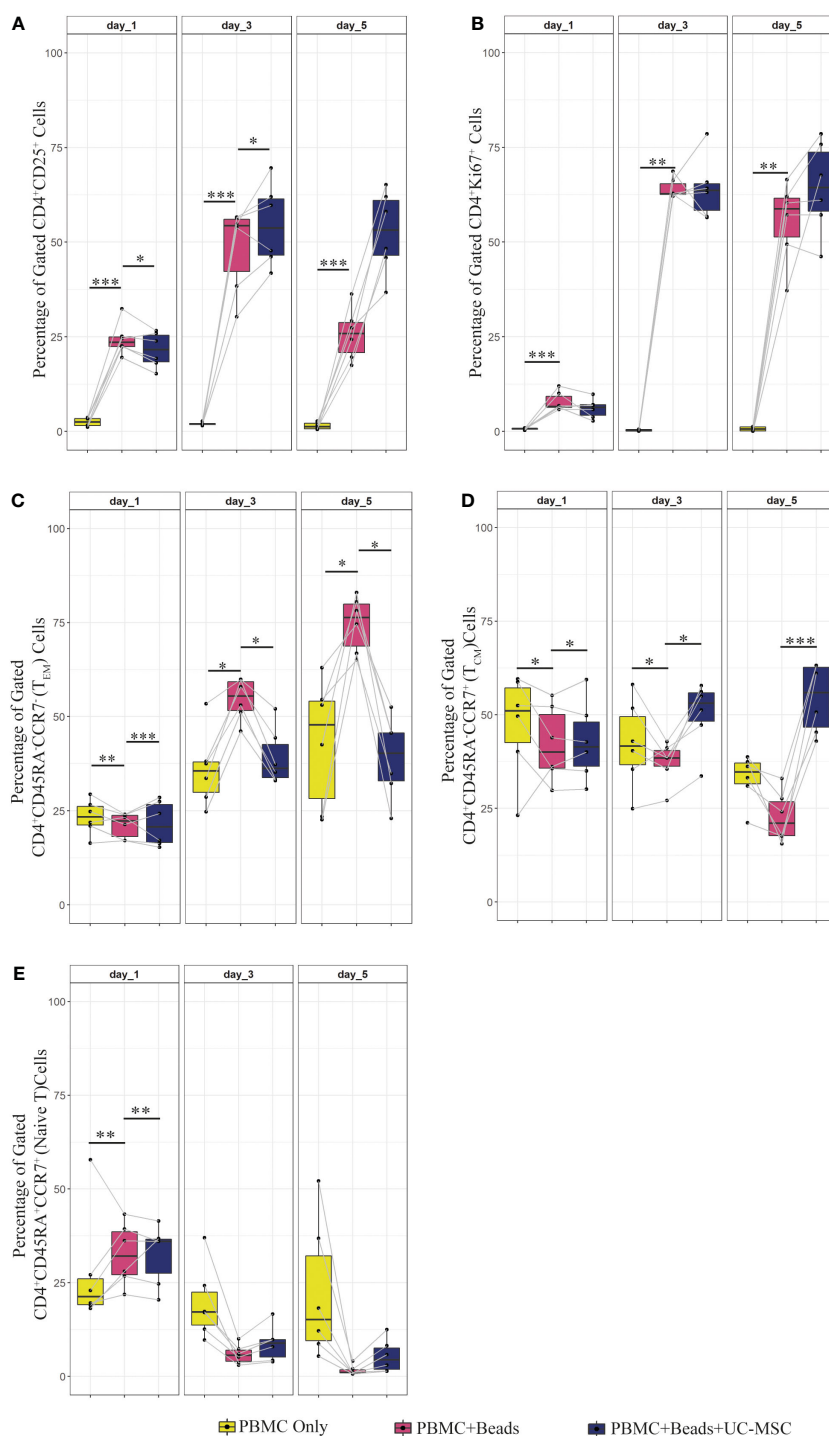 A
B
day_1 day_3 day_5
day_1 day_3 day_5
Percentage of Gated CD4⁺CD25⁺ Cells
100
75
50
25
0
*** * *** * ***
Percentage of Gated CD4⁺Ki67⁺ Cells
100
75
50
25
0
*** ** **
C
D
day_1 day_3 day_5
day_1 day_3 day_5
Percentage of Gated
CD4⁺CD45RA⁻CCR7⁻(T_EM) Cells
100
75
50
25
0
** *** * * * *
Percentage of Gated
CD4⁺CD45RA⁻CCR7⁺(T_CM)Cells
100
75
50
25
0
* * * * ***
E
day_1 day_3 day_5
Percentage of Gated
CD4⁺CD45RA⁺CCR7⁺(Naive T)Cells
100
75
50
25
0
** **
PBMC Only PBMC+Beads PBMC+Beads+UC-MSC